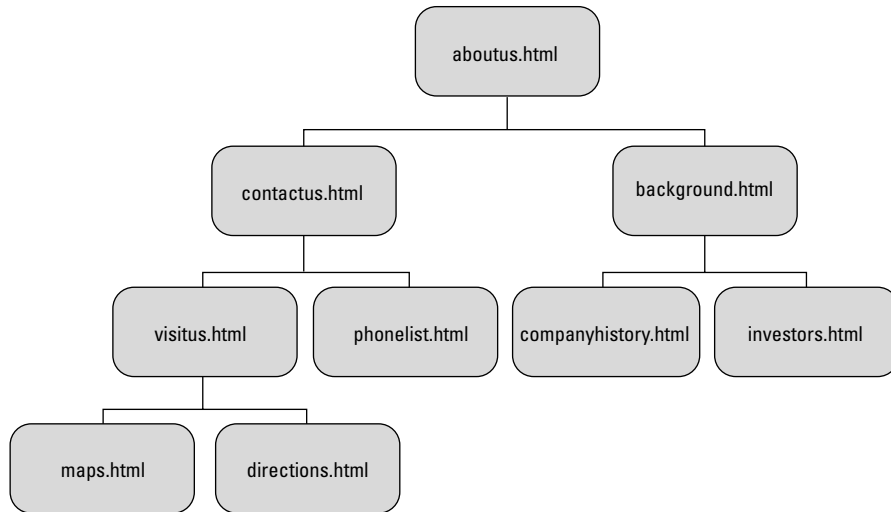 aboutus.html
contactus.html
background.html
visitus.html
phonelist.html
companyhistory.html
investors.html
maps.html
directions.html